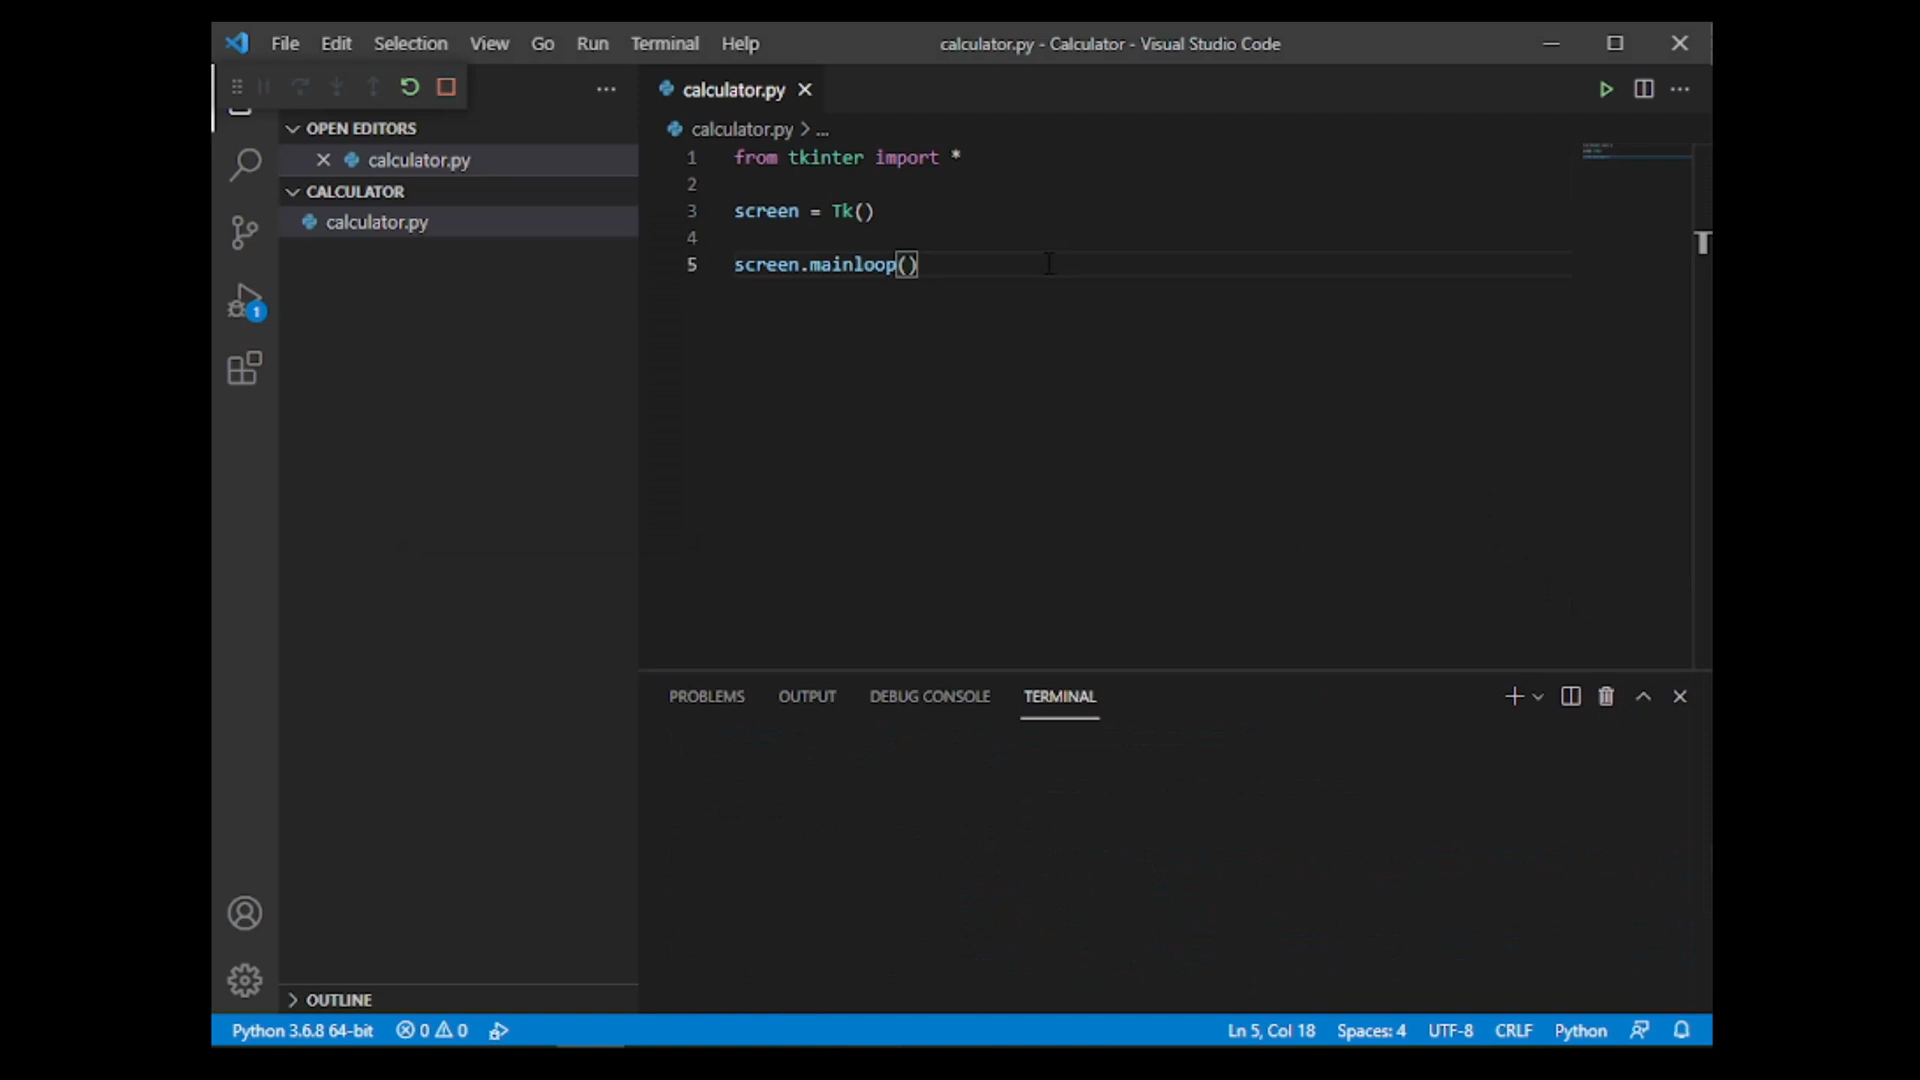 File Edit Selection View Go Run Terminal Help calculator.py - Calculator - Visual Studio Code
calculator.py
OPEN EDITORS
calculator.py
CALCULATOR
calculator.py
calculator.py > ...
1 from tkinter import *
2
3 screen = Tk()
4
5 screen.mainloop()
1
PROBLEMS OUTPUT DEBUG CONSOLE TERMINAL
OUTLINE
Python 3.6.8 64-bit 0 0 Ln 5, Col 18 Spaces: 4 UTF-8 CRLF Python